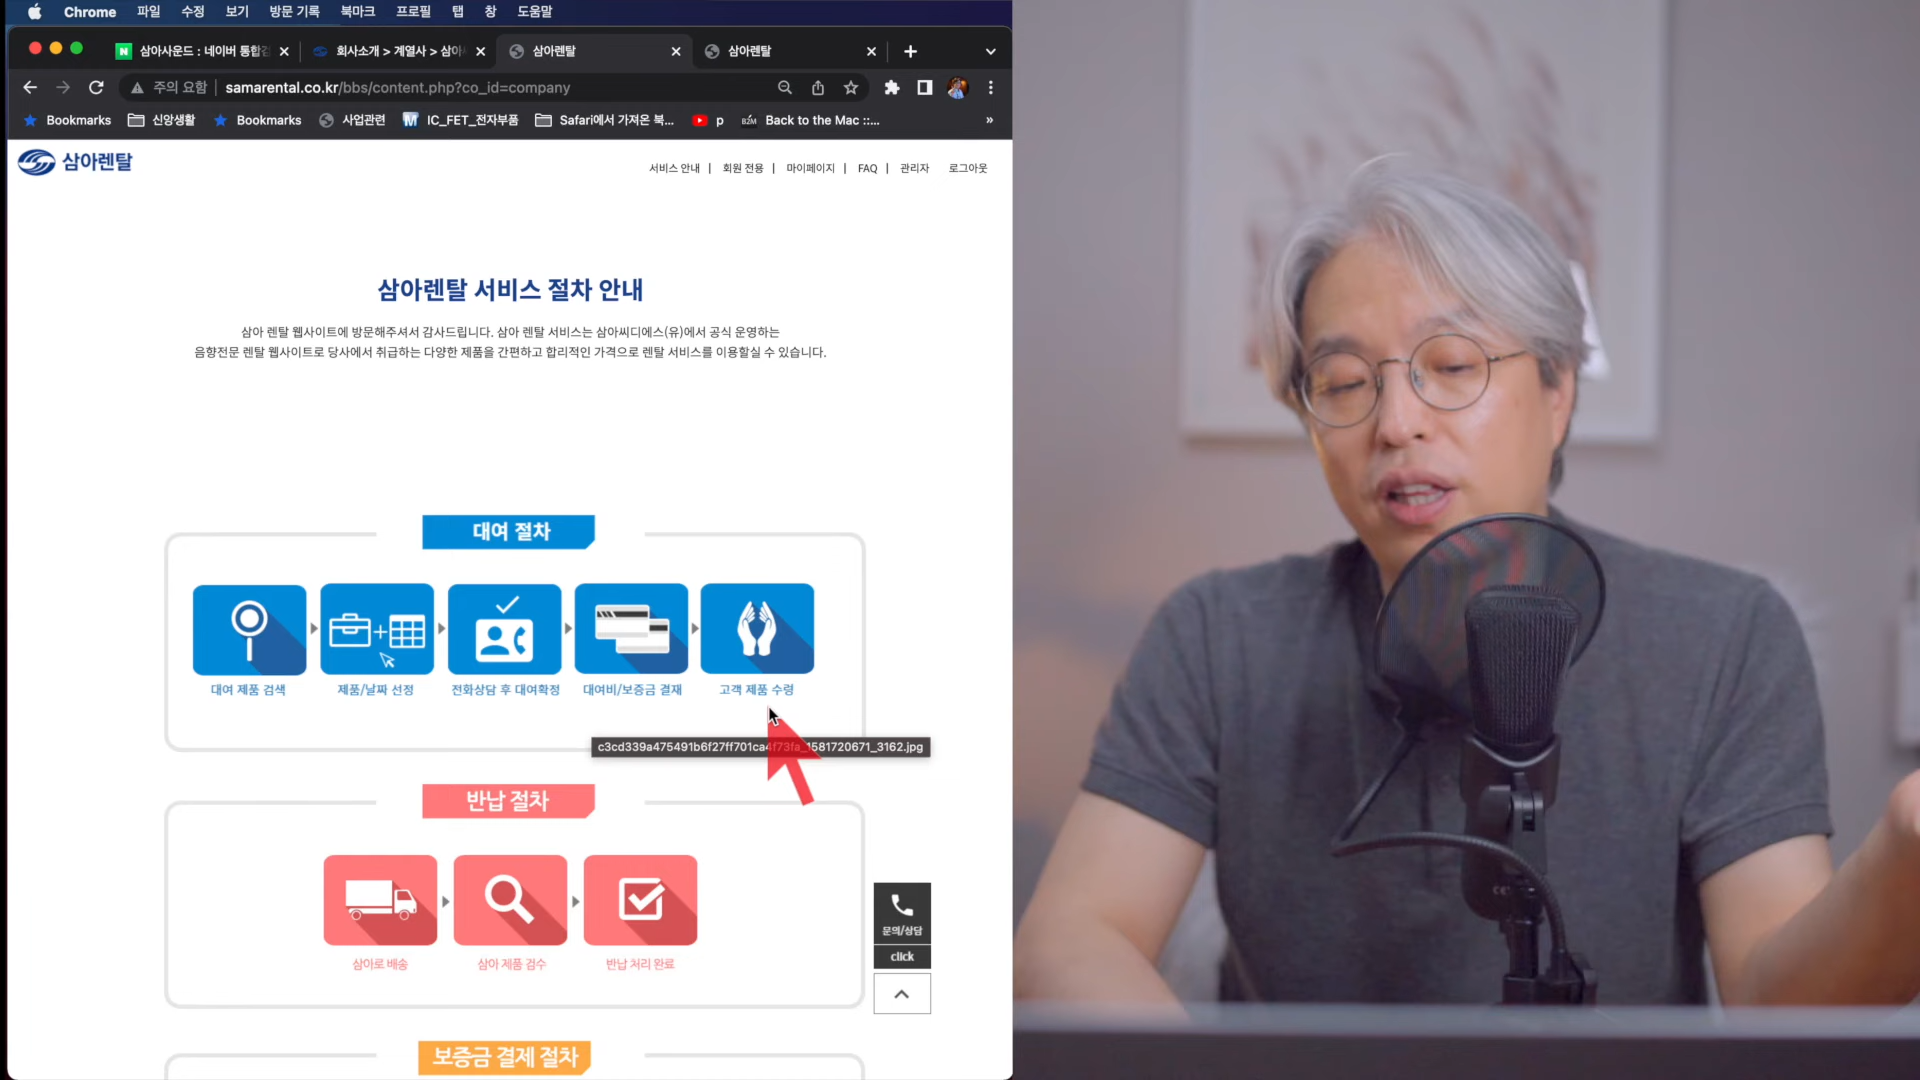 Chrome 파일 수정 보기 방문 기록 북마크 프로필 탭 창 도움말
삼아사운드 : 네이버 통합검
회사소개 > 계열사 > 삼아
삼아렌탈
삼아렌탈
주의 요함 samarental.co.kr/bbs/content.php?co_id=company
Bookmarks 신앙생활 Bookmarks 사업관련 IC_FET_전자부품 Safari에서 가져온 북... p Back to the Mac ::... »
삼아렌탈
서비스 안내 | 회원 전용 | 마이페이지 | FAQ | 관리자 로그아웃
삼아렌탈 서비스 절차 안내
삼아 렌탈 웹사이트에 방문해주셔서 감사드립니다. 삼아 렌탈 서비스는 삼아씨디에스(유)에서 공식 운영하는
음향전문 렌탈 웹사이트로 당사에서 취급하는 다양한 제품을 간편하고 합리적인 가격으로 렌탈 서비스를 이용할실 수 있습니다.
대여 절차
대여 제품 검색
제품/날짜 선정
전화상담 후 대여확정
대여비/보증금 결재
고객 제품 수령
c3cd339a475491b6f27ff701ca4f73fa_1581720671_3162.jpg
반납 절차
삼아로 배송
삼아 제품 검수
반납 처리 완료
문의/상담
click
보증금 결제 절차